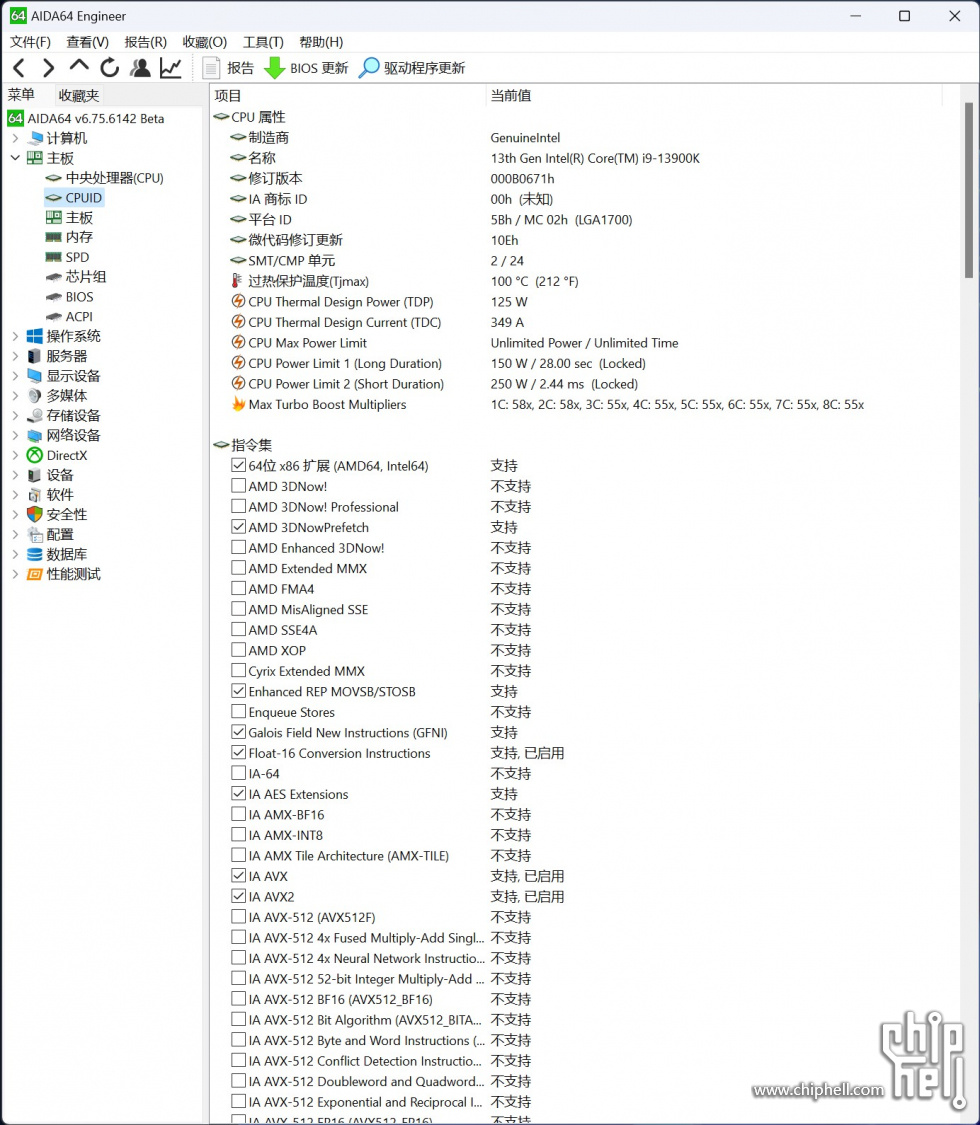 64 AIDA64 Engineer
文件(F) 查看(V) 报告(R) 收藏(O) 工具(T) 帮助(H)
报告 BIOS 更新 驱动程序更新
菜单 收藏夹
64 AIDA64 v6.75.6142 Beta
计算机
主板
中央处理器(CPU)
CPUID
主板
内存
SPD
芯片组
BIOS
ACPI
操作系统
服务器
显示设备
多媒体
存储设备
网络设备
DirectX
设备
软件
安全性
配置
数据库
性能测试
项目 当前值
CPU 属性
制造商 GenuineIntel
名称 13th Gen Intel(R) Core(TM) i9-13900K
修订版本 000B0671h
IA 商标 ID 00h (未知)
平台 ID 5Bh / MC 02h (LGA1700)
微代码修订更新 10Eh
SMT/CMP 单元 2 / 24
过热保护温度(Tjmax) 100 °C (212 °F)
CPU Thermal Design Power (TDP) 125 W
CPU Thermal Design Current (TDC) 349 A
CPU Max Power Limit Unlimited Power / Unlimited Time
CPU Power Limit 1 (Long Duration) 150 W / 28.00 sec (Locked)
CPU Power Limit 2 (Short Duration) 250 W / 2.44 ms (Locked)
Max Turbo Boost Multipliers 1C: 58x, 2C: 58x, 3C: 55x, 4C: 55x, 5C: 55x, 6C: 55x, 7C: 55x, 8C: 55x
指令集
64位 x86 扩展 (AMD64, Intel64) 支持
AMD 3DNow! 不支持
AMD 3DNow! Professional 不支持
AMD 3DNowPrefetch 支持
AMD Enhanced 3DNow! 不支持
AMD Extended MMX 不支持
AMD FMA4 不支持
AMD MisAligned SSE 不支持
AMD SSE4A 不支持
AMD XOP 不支持
Cyrix Extended MMX 不支持
Enhanced REP MOVSB/STOSB 支持
Enqueue Stores 不支持
Galois Field New Instructions (GFNI) 支持
Float-16 Conversion Instructions 支持, 已启用
IA-64 不支持
IA AES Extensions 支持
IA AMX-BF16 不支持
IA AMX-INT8 不支持
IA AMX Tile Architecture (AMX-TILE) 不支持
IA AVX 支持, 已启用
IA AVX2 支持, 已启用
IA AVX-512 (AVX512F) 不支持
IA AVX-512 4x Fused Multiply-Add Singl... 不支持
IA AVX-512 4x Neural Network Instructio... 不支持
IA AVX-512 52-bit Integer Multiply-Add ... 不支持
IA AVX-512 BF16 (AVX512_BF16) 不支持
IA AVX-512 Bit Algorithm (AVX512_BITA... 不支持
IA AVX-512 Byte and Word Instructions (... 不支持
IA AVX-512 Conflict Detection Instructio... 不支持
IA AVX-512 Doubleword and Quadword... 不支持
IA AVX-512 Exponential and Reciprocal I... 不支持
IA AVX-512 FP16 (AVX512_FP16) 不支持
chip
hell
www.chiphell.com